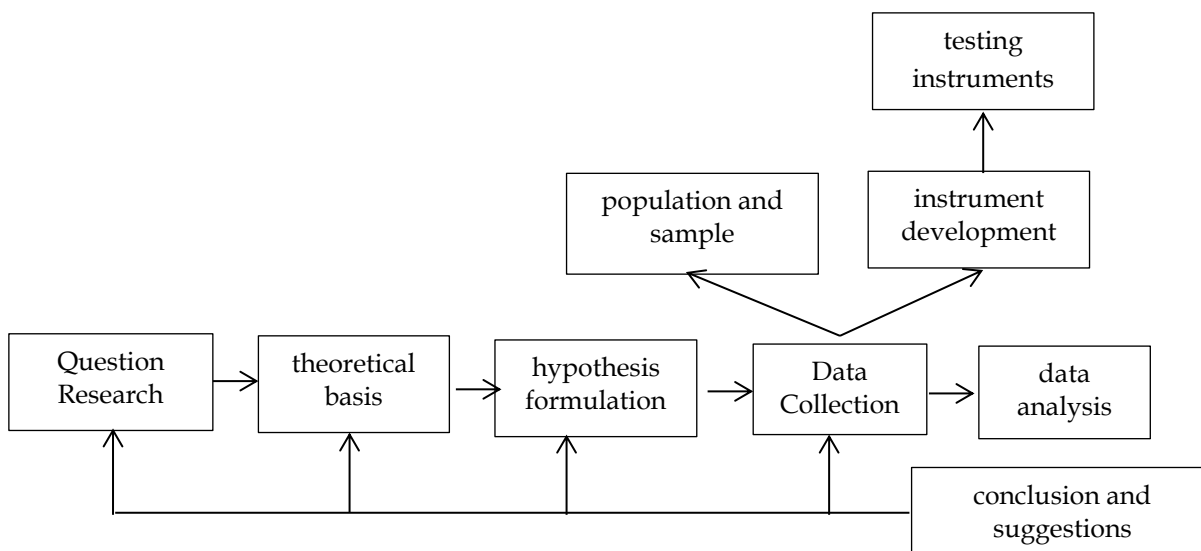 testing
instruments
population and
sample
instrument
development
Question
Research
theoretical
basis
hypothesis
formulation
Data
Collection
data
analysis
conclusion and
suggestions